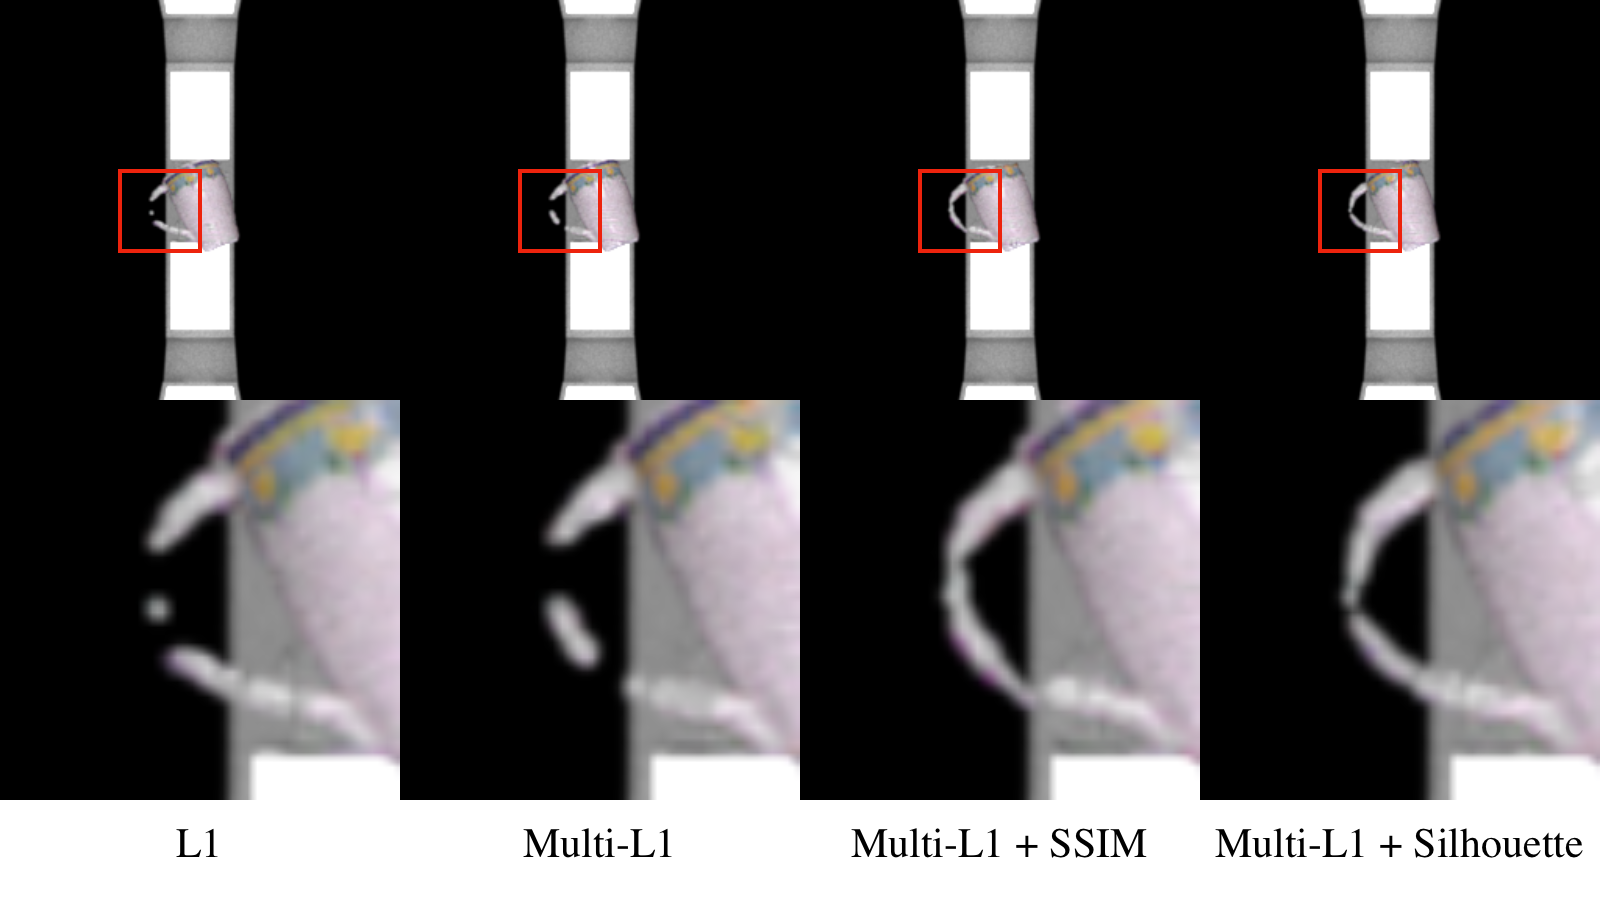 L1
Multi-L1
Multi-L1 + SSIM
Multi-L1 + Silhouette